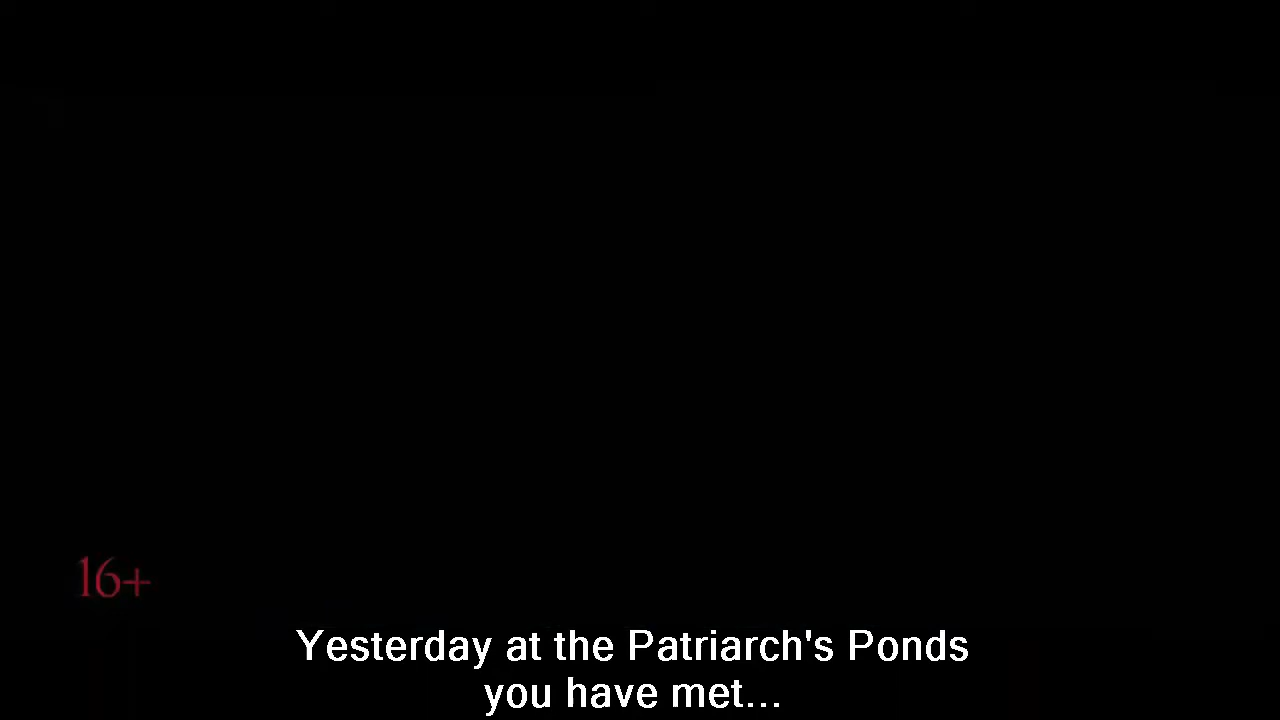 16+
Yesterday at the Patriarch's Ponds
you have met...